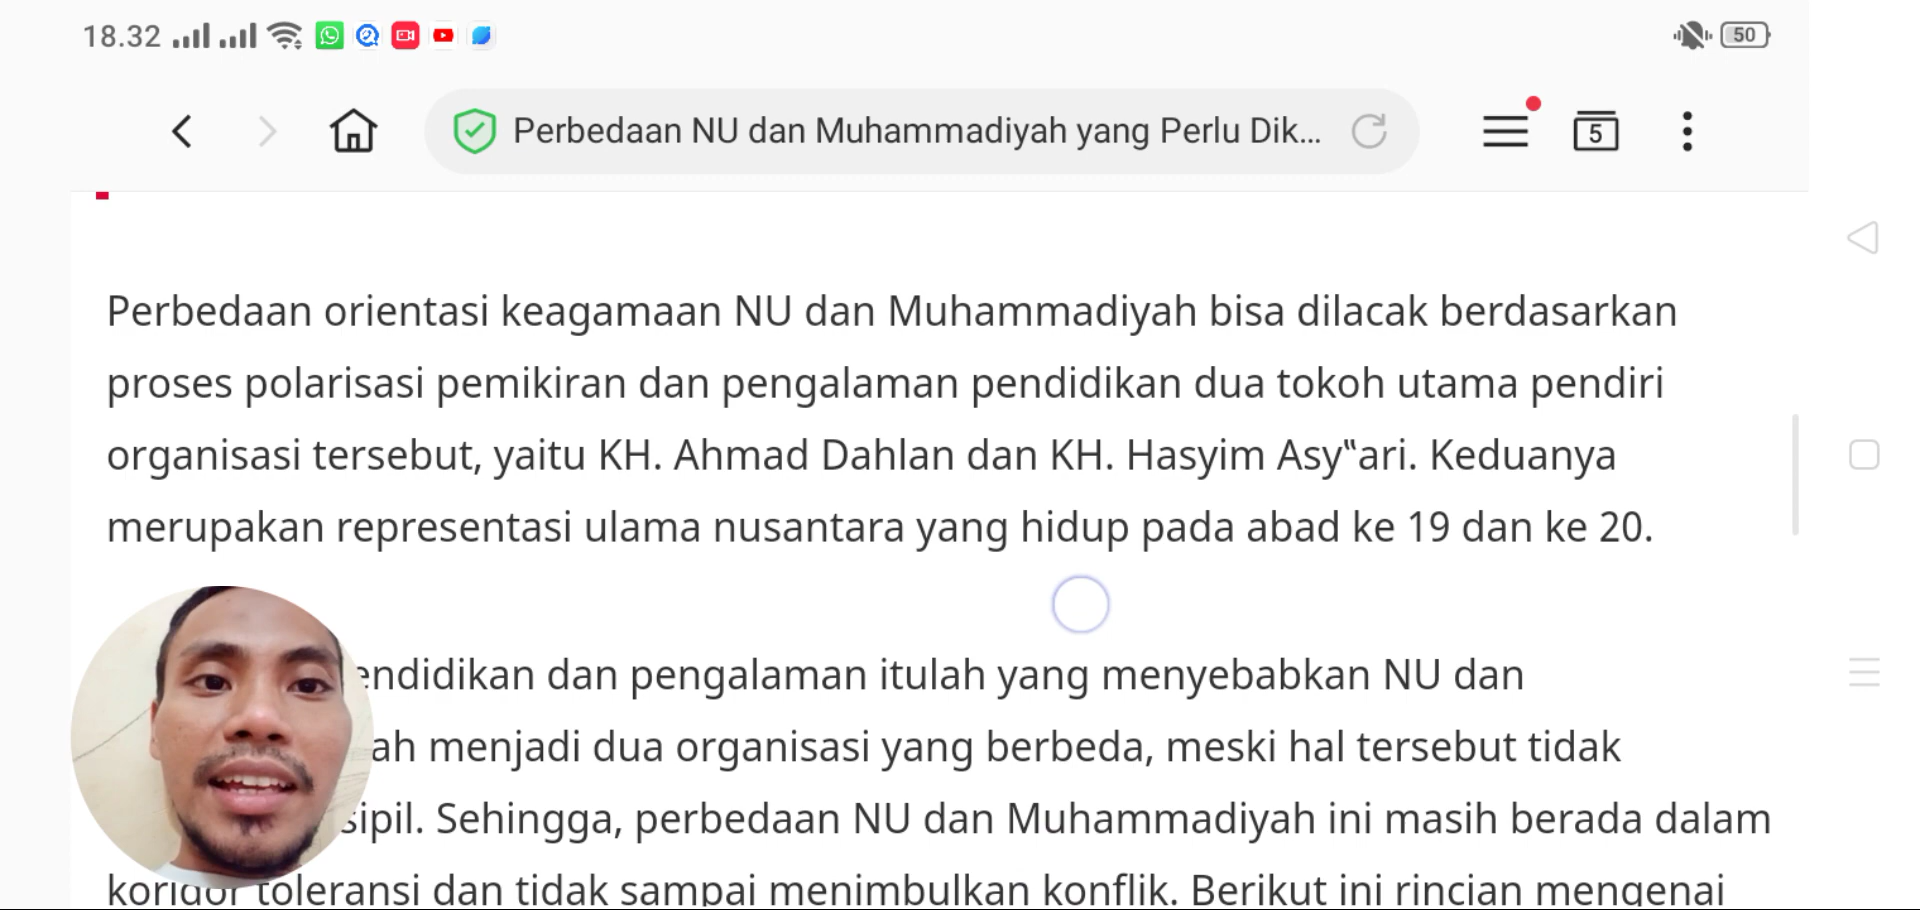 18.32
50
Perbedaan NU dan Muhammadiyah yang Perlu Dik...
5
Perbedaan orientasi keagamaan NU dan Muhammadiyah bisa dilacak berdasarkan
proses polarisasi pemikiran dan pengalaman pendidikan dua tokoh utama pendiri
organisasi tersebut, yaitu KH. Ahmad Dahlan dan KH. Hasyim Asy‟ari. Keduanya
merupakan representasi ulama nusantara yang hidup pada abad ke 19 dan ke 20.
endidikan dan pengalaman itulah yang menyebabkan NU dan
ah menjadi dua organisasi yang berbeda, meski hal tersebut tidak
sipil. Sehingga, perbedaan NU dan Muhammadiyah ini masih berada dalam
koridor toleransi dan tidak sampai menimbulkan konflik. Berikut ini rincian mengenai